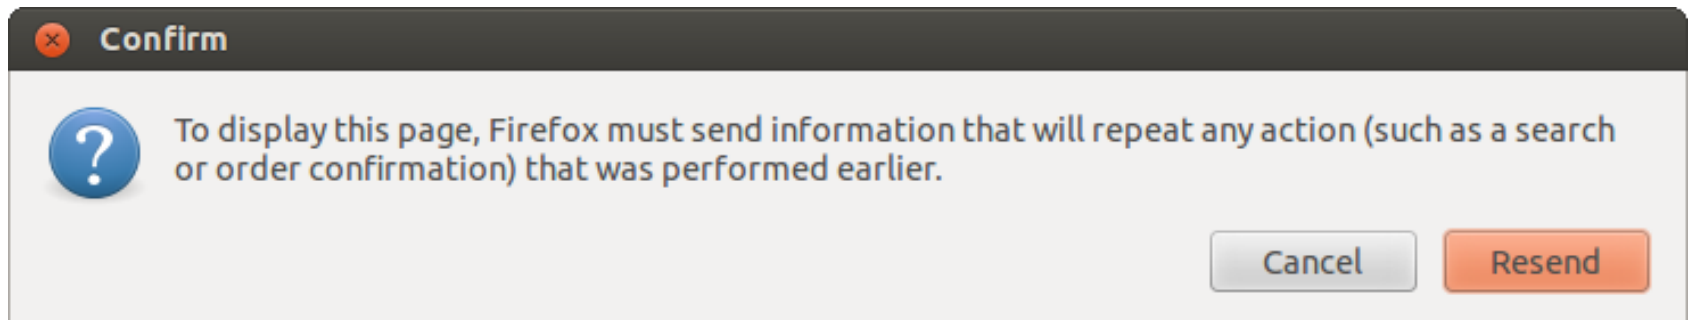 Confirm
To display this page, Firefox must send information that will repeat any action (such as a search
or order confirmation) that was performed earlier.
Cancel Resend